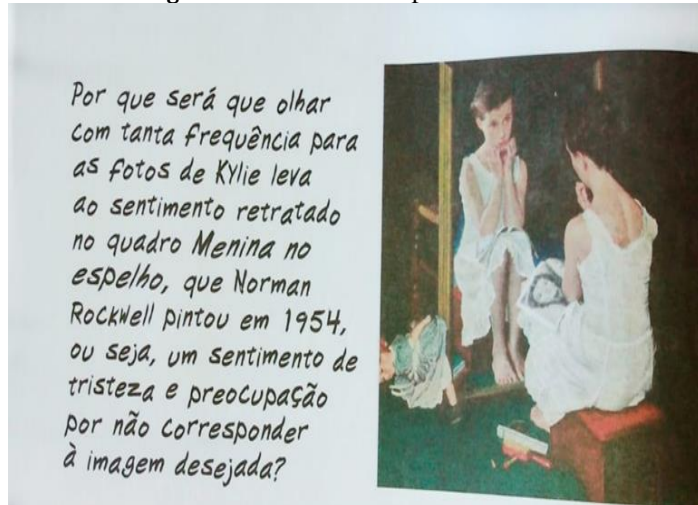 Por que será que olhar
com tanta frequência para
as fotos de Kylie leva
ao sentimento retratado
no quadro Menina no
espelho, que Norman
Rockwell pintou em 1954,
ou seja, um sentimento de
tristeza e preocupação
por não corresponder
à imagem desejada?